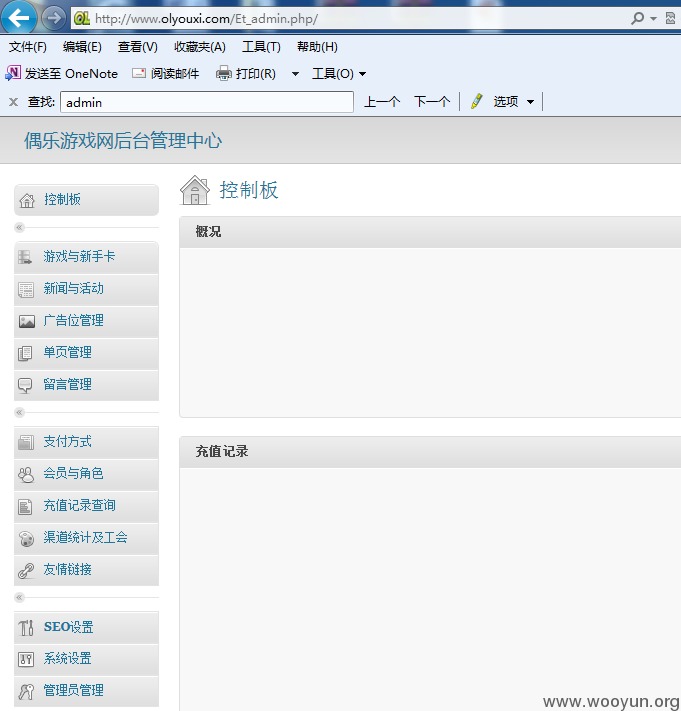 http://www.olyouxi.com/Et_admin.php/
文件(F) 编辑(E) 查看(V) 收藏夹(A) 工具(T) 帮助(H)
发送至 OneNote 阅读邮件 打印(R) 工具(O)
查找: admin 上一个 下一个 选项
偶乐游戏网后台管理中心
控制板
控制板
概况
游戏与新手卡
新闻与活动
广告位管理
单页管理
留言管理
支付方式
充值记录
会员与角色
充值记录查询
渠道统计及工会
友情链接
SEO设置
系统设置
管理员管理
www.wooyun.org